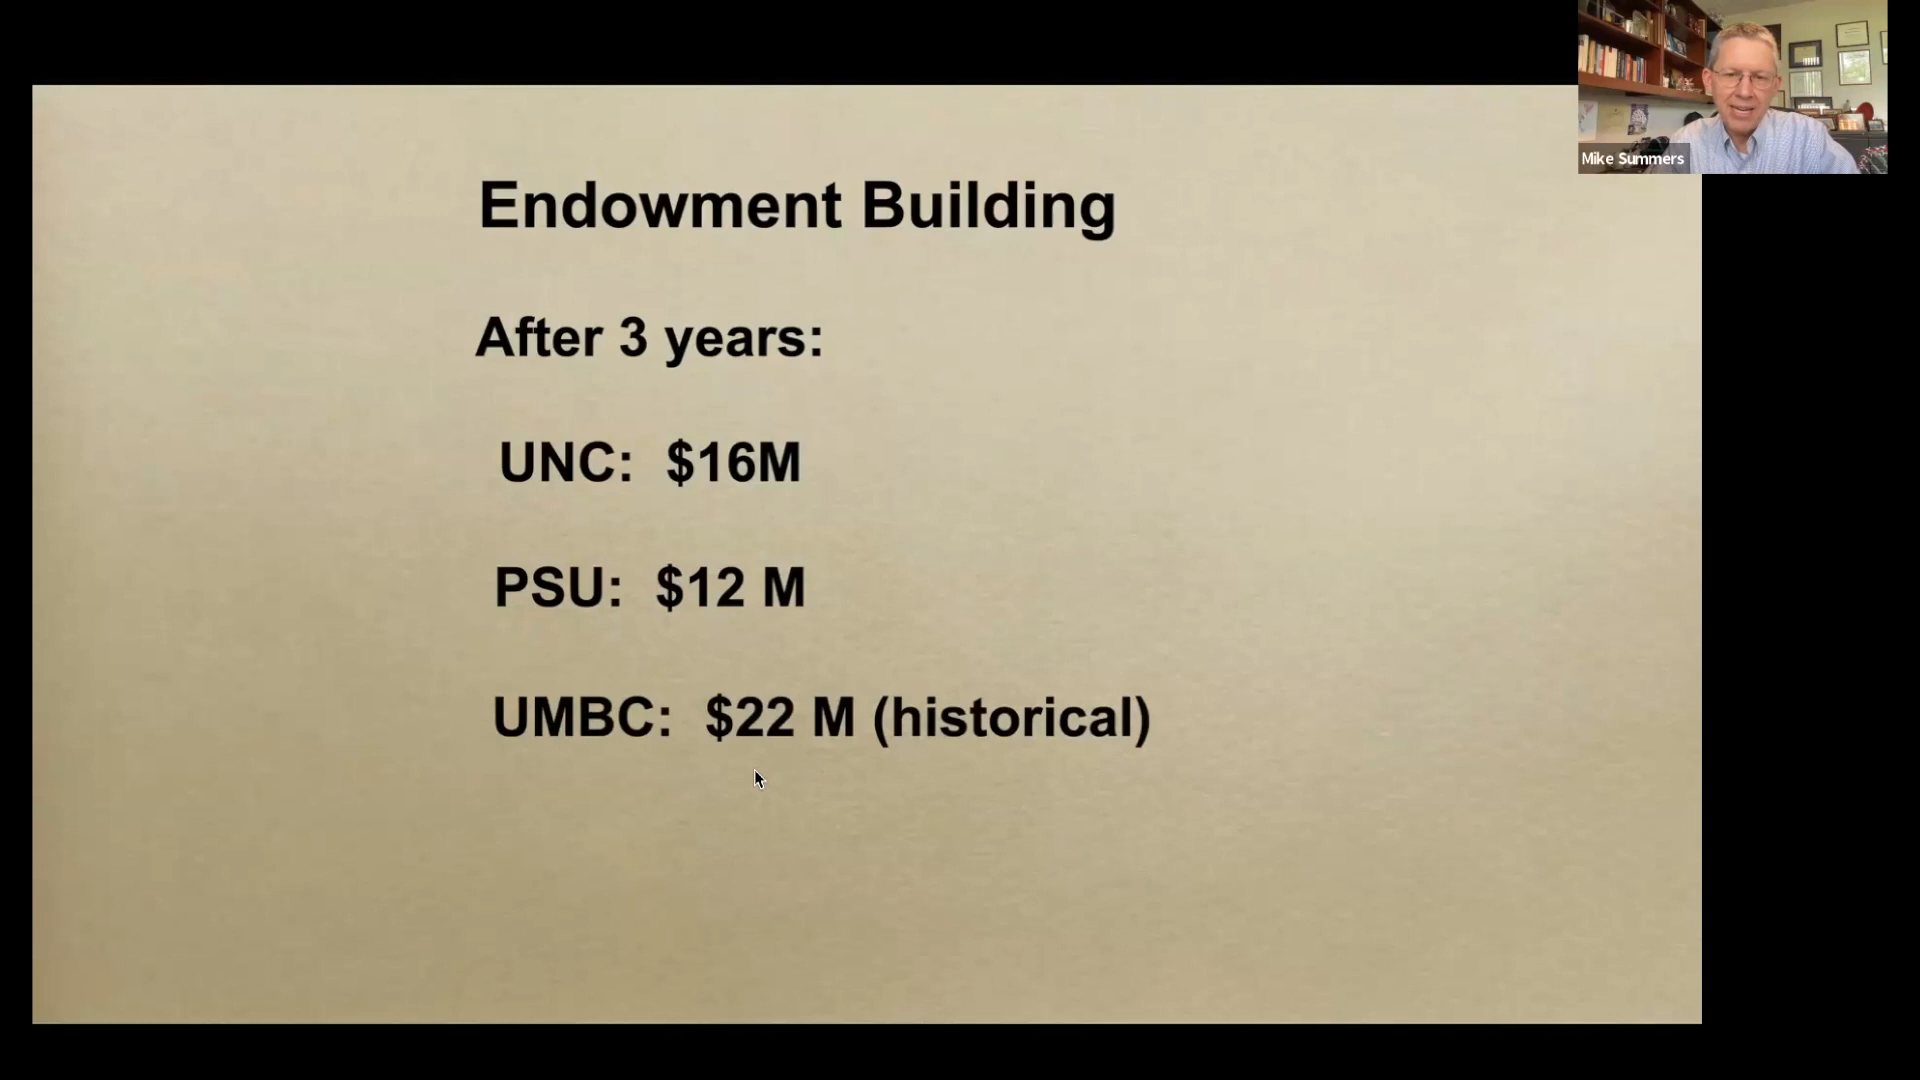 Mike Summers
Endowment Building
After 3 years:
UNC: $16M
PSU: $12 M
UMBC: $22 M (historical)